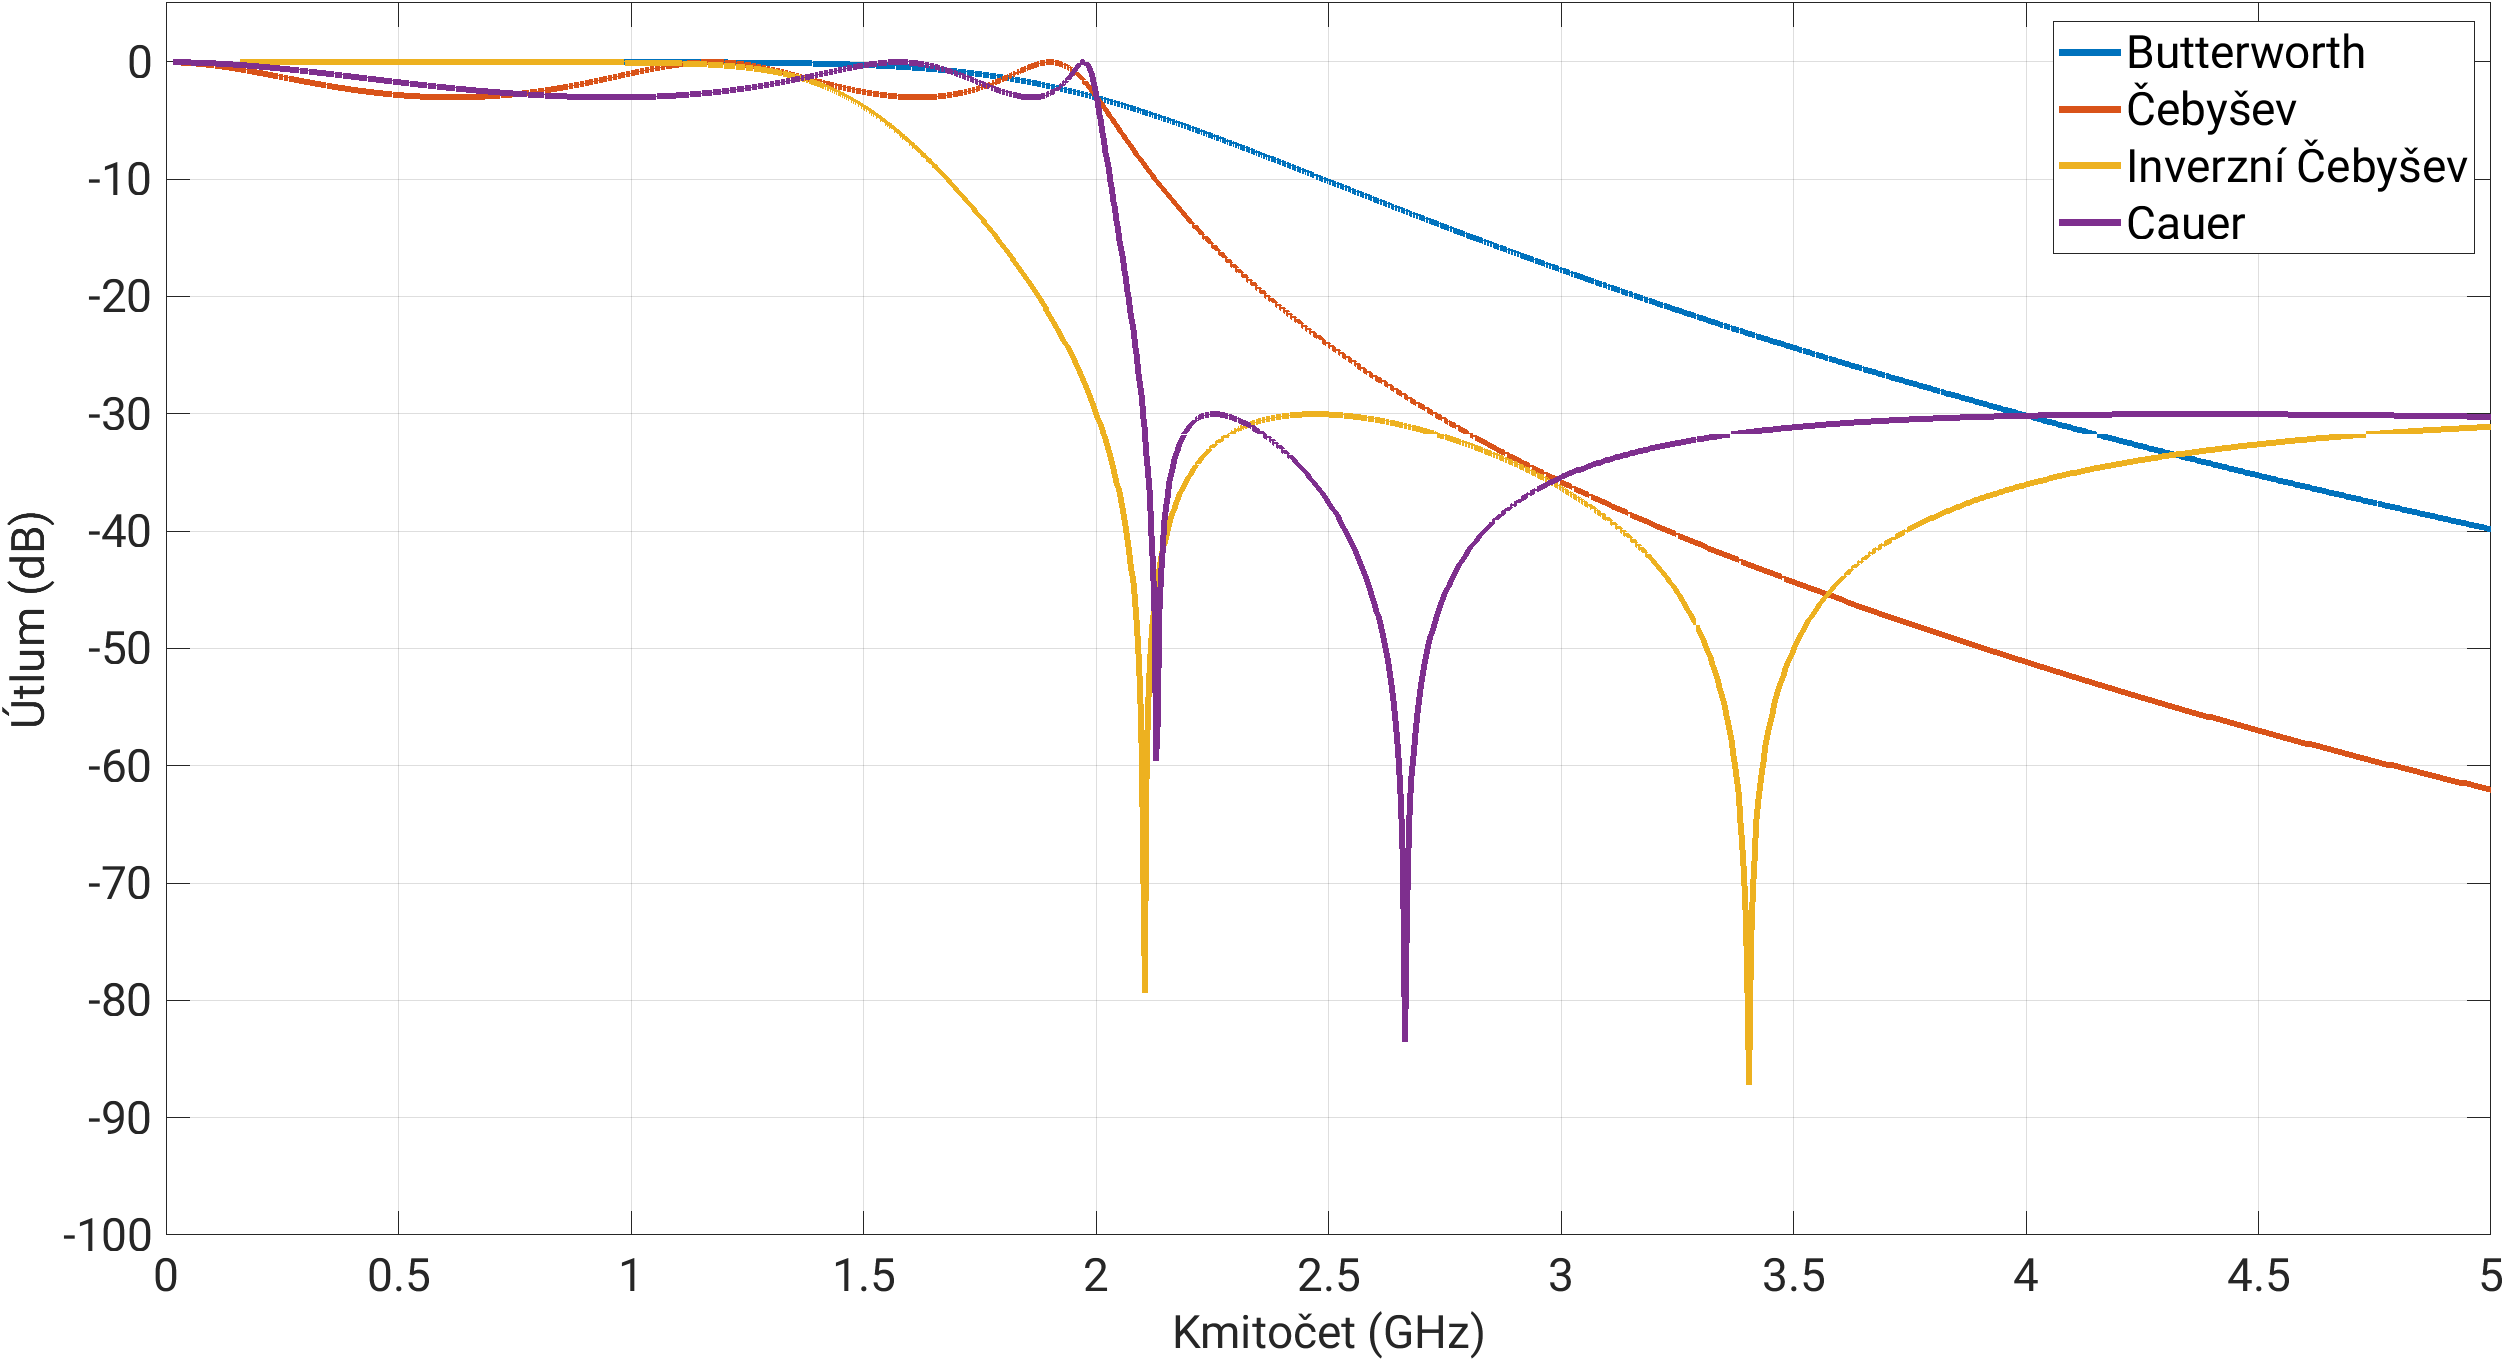 Butterworth
Čebyšev
Inverzní Čebyšev
Cauer
Útlum (dB)
0
-10
-20
-30
-40
-50
-60
-70
-80
-90
-100
0 0.5 1 1.5 2 2.5 3 3.5 4 4.5 5
Kmitočet (GHz)